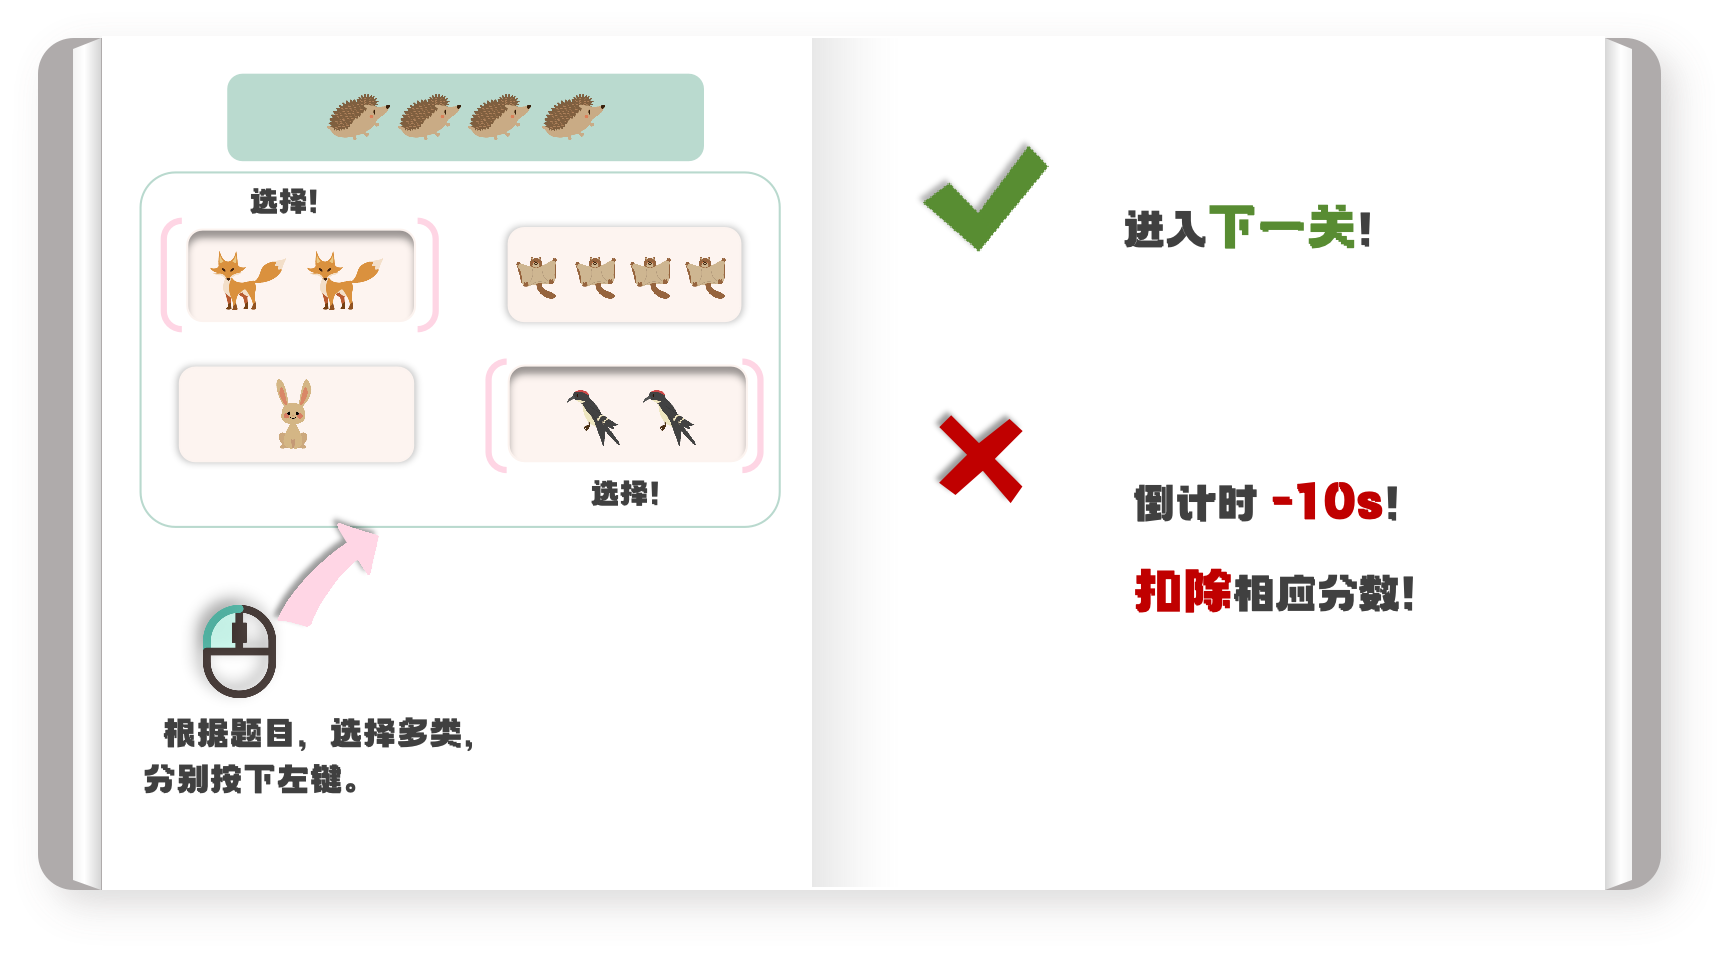 选择!
选择!
根据题目，选择多类，
分别按下左键。
进入下一关!
倒计时 -10s!
扣除相应分数!